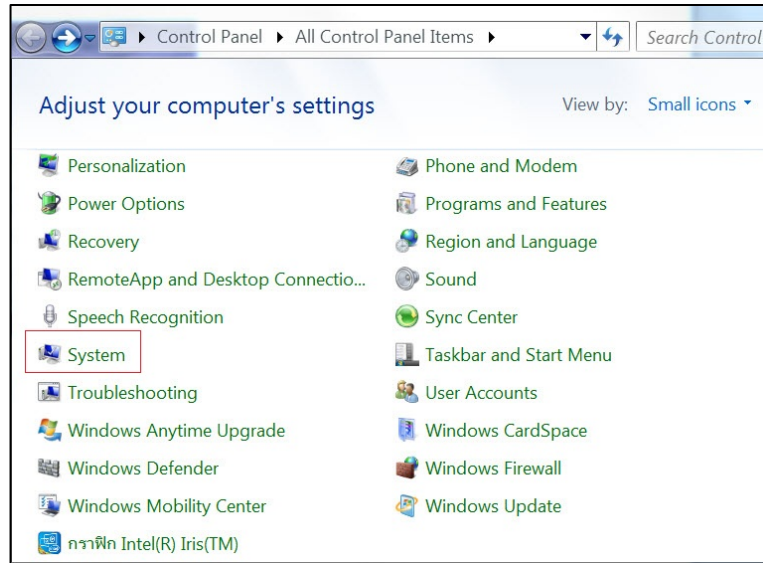 Control Panel All Control Panel Items Search Control
Adjust your computer's settings View by: Small icons
Personalization Phone and Modem
Power Options Programs and Features
Recovery Region and Language
RemoteApp and Desktop Connectio... Sound
Speech Recognition Sync Center
System Taskbar and Start Menu
Troubleshooting User Accounts
Windows Anytime Upgrade Windows CardSpace
Windows Defender Windows Firewall
Windows Mobility Center Windows Update
กราฟิก Intel(R) Iris(TM)